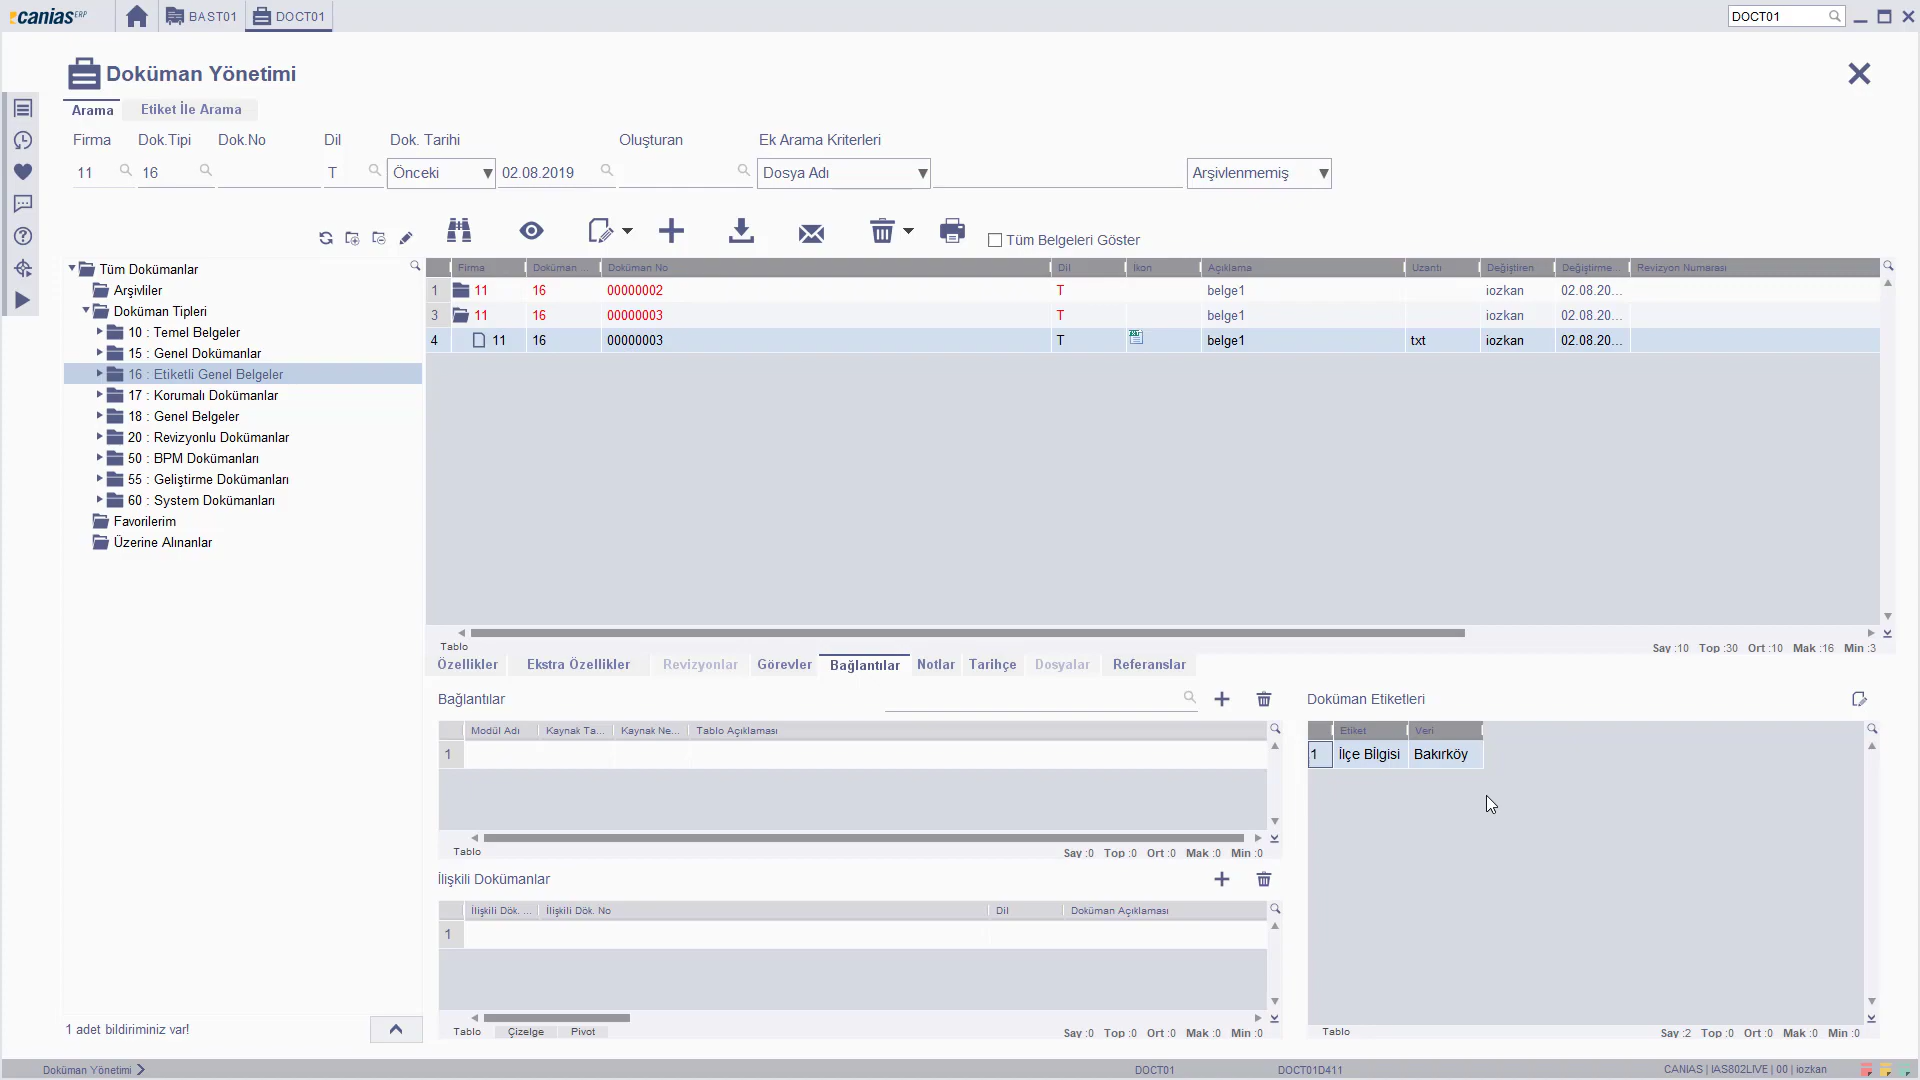 canias ERP
BAST01
DOCT01
DOCT01
Doküman Yönetimi
Arama
Etiket İle Arama
Firma
Dok.Tipi
Dok.No
Dil
Dok. Tarihi
Oluşturan
Ek Arama Kriterleri
11
16
T
Önceki
02.08.2019
Dosya Adı
Arşivlenmemiş
Tüm Belgeleri Göster
Tüm Dokümanlar
Arşivliler
Doküman Tipleri
10 : Temel Belgeler
15 : Genel Dokümanlar
16 : Etiketli Genel Belgeler
17 : Korumalı Dokümanlar
18 : Genel Belgeler
20 : Revizyonlu Dokümanlar
50 : BPM Dokümanları
55 : Geliştirme Dokümanları
60 : System Dokümanları
Favorilerim
Üzerine Alınanlar
Firma Doküman ... Doküman No Dil İkon Açıklama Uzantı Değiştiren Değiştirme... Revizyon Numarası
1 11 16 00000002 T belge1 iozkan 02.08.20...
3 11 16 00000003 T belge1 iozkan 02.08.20...
4 11 16 00000003 T belge1 txt iozkan 02.08.20...
Tablo
Say :10 Top :30 Ort :10 Mak :16 Min :3
Özellikler
Ekstra Özellikler
Revizyonlar
Görevler
Bağlantılar
Notlar
Tarihçe
Dosyalar
Referanslar
Bağlantılar
Modül Adı Kaynak Ta... Kaynak Ne... Tablo Açıklaması
1
Tablo
Say :0 Top :0 Ort :0 Mak :0 Min :0
İlişkili Dokümanlar
İlişkili Dök. ... İlişkili Dök. No Dil Doküman Açıklaması
1
Tablo
Çizelge
Pivot
Say :0 Top :0 Ort :0 Mak :0 Min :0
Doküman Etiketleri
Etiket Veri
1 İlçe Bİlgisi Bakırköy
Tablo
Say :2 Top :0 Ort :0 Mak :0 Min :0
1 adet bildiriminiz var!
Doküman Yönetimi
DOCT01
DOCT01D411
CANIAS | IAS802LIVE | 00 | iozkan